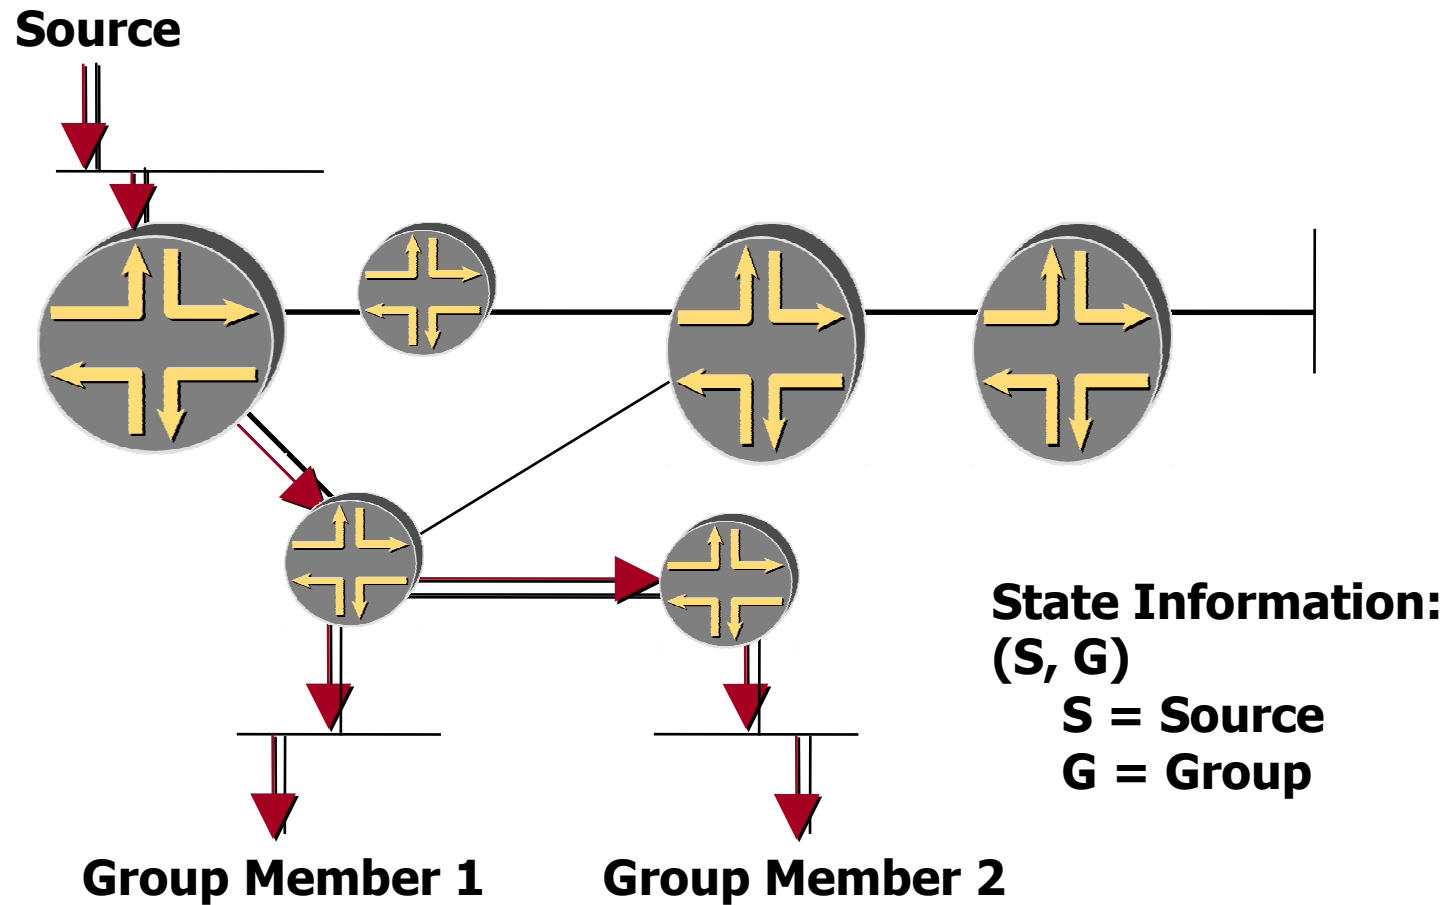 Source
State Information:
(S, G)
S = Source
G = Group
Group Member 1
Group Member 2